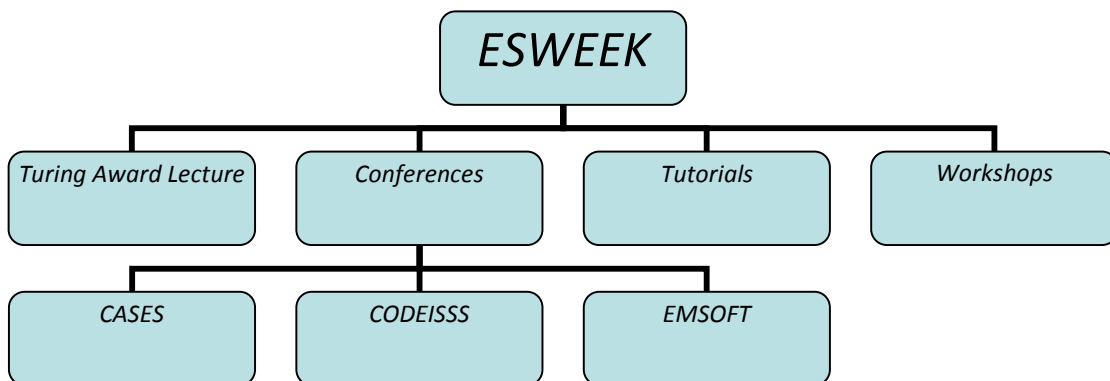 ESWEEK
Turing Award Lecture
Conferences
Tutorials
Workshops
CASES
CODEISSS
EMSOFT